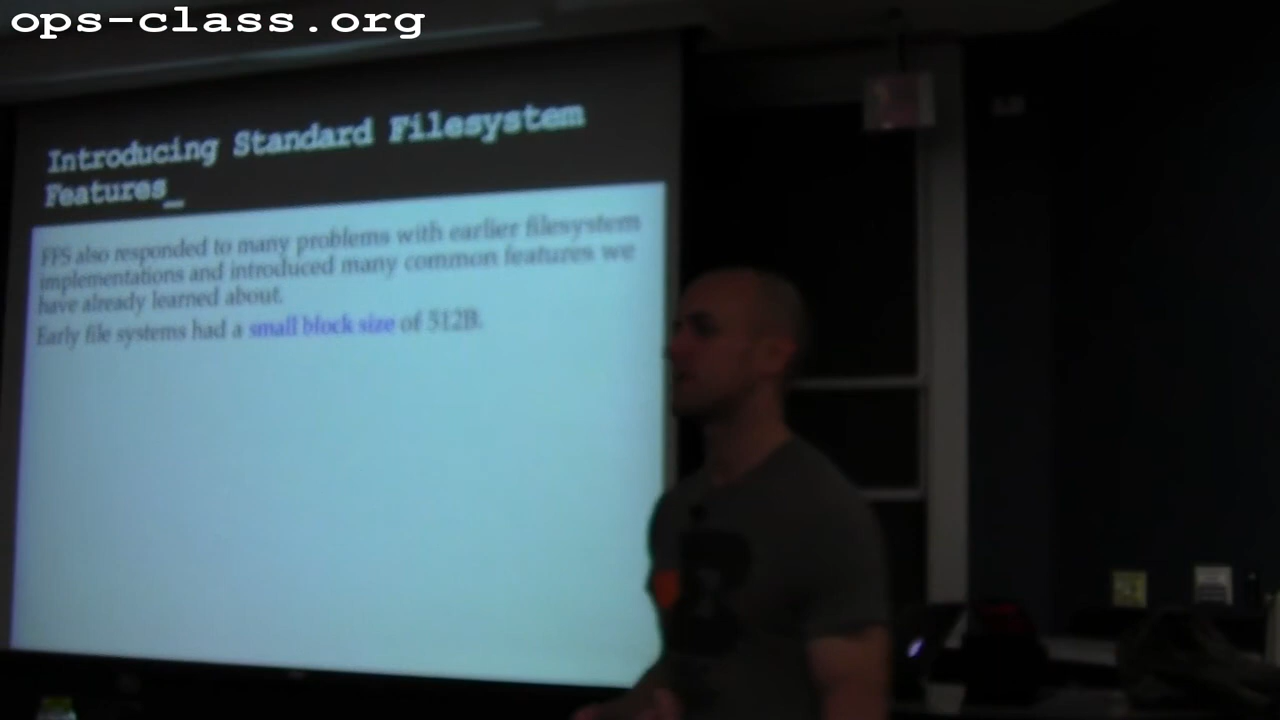 ops-class.org
Introducing Standard Filesystem
Features_
FFS also responded to many problems with earlier filesystem
implementations and introduced many common features we
have already learned about.
Early file systems had a small block size of 512B.